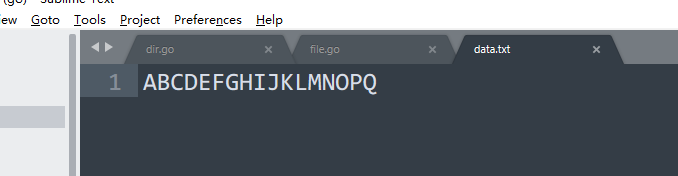 (go) - Sublime Text
ew Goto Tools Project Preferences Help
dir.go × file.go × data.txt ×
1 ABCDEFGHIJKLMNOPQ